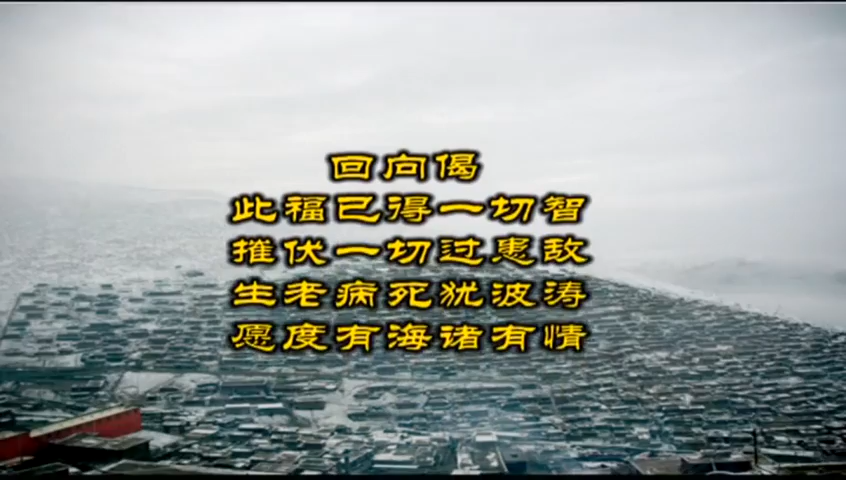 回向偈
此福已得一切智
摧伏一切过患敌
生老病死犹波涛
愿度有海诸有情